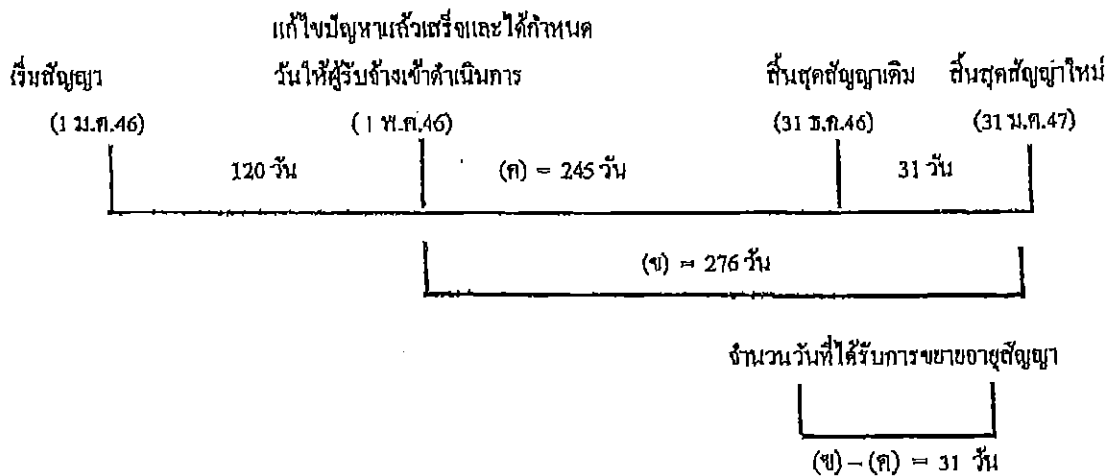 แก้ไขปัญหาแล้วเสร็จและได้กำหนด
เริ่มสัญญา วันให้ผู้รับจ้างเข้าดำเนินการ สิ้นสุดสัญญาเดิม สิ้นสุดสัญญาใหม่
(1 ม.ค.46) (1 พ.ค.46) (31 ธ.ค.46) (31 ม.ค.47)
120 วัน (ค) = 245 วัน 31 วัน
(ข) = 276 วัน
จำนวนวันที่ได้รับการขยายอายุสัญญา
(ข) – (ค) = 31 วัน